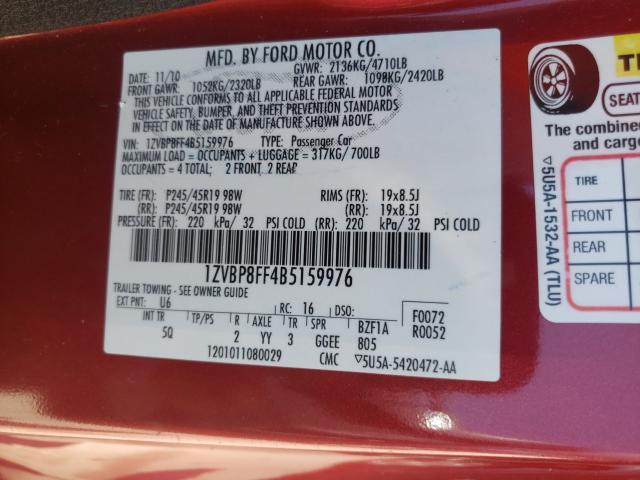 MFD. BY FORD MOTOR CO.
DATE: 11/10 GVWR: 2136KG/4710LB
FRONT GAWR: 1052KG/2320LB REAR GAWR: 1098KG/2420LB
THIS VEHICLE CONFORMS TO ALL APPLICABLE FEDERAL MOTOR
VEHICLE SAFETY, BUMPER, AND THEFT PREVENTION STANDARDS
IN EFFECT ON THE DATE OF MANUFACTURE SHOWN ABOVE.
VIN: 1ZVBP8FF4B5159976 TYPE: Passenger Car
MAXIMUM LOAD = OCCUPANTS + LUGGAGE = 317KG/700LB
OCCUPANTS = 4 TOTAL; 2 FRONT, 2 REAR
TIRE (FR): P245/45R19 98W RIMS (FR): 19x8.5J
(RR): P245/45R19 98W (RR): 19x8.5J
PRESSURE (FR): 220 kPa/ 32 PSI COLD (RR): 220 kPa/ 32 PSI COLD
1ZVBP8FF4B5159976
TRAILER TOWING - SEE OWNER GUIDE
EXT PNT: U6 RC: 16 DSO: F0072
INT TR TP/PS R AXLE TR SPR BZF1A R0052
5Q 2 YY 3 GGEE 805
1201011080029 CMC ▽5U5A-5420472-AA
▽5U5A-1532-AA (TLU)
SEAT
The combined
and cargo
TIRE
FRONT
REAR
SPARE